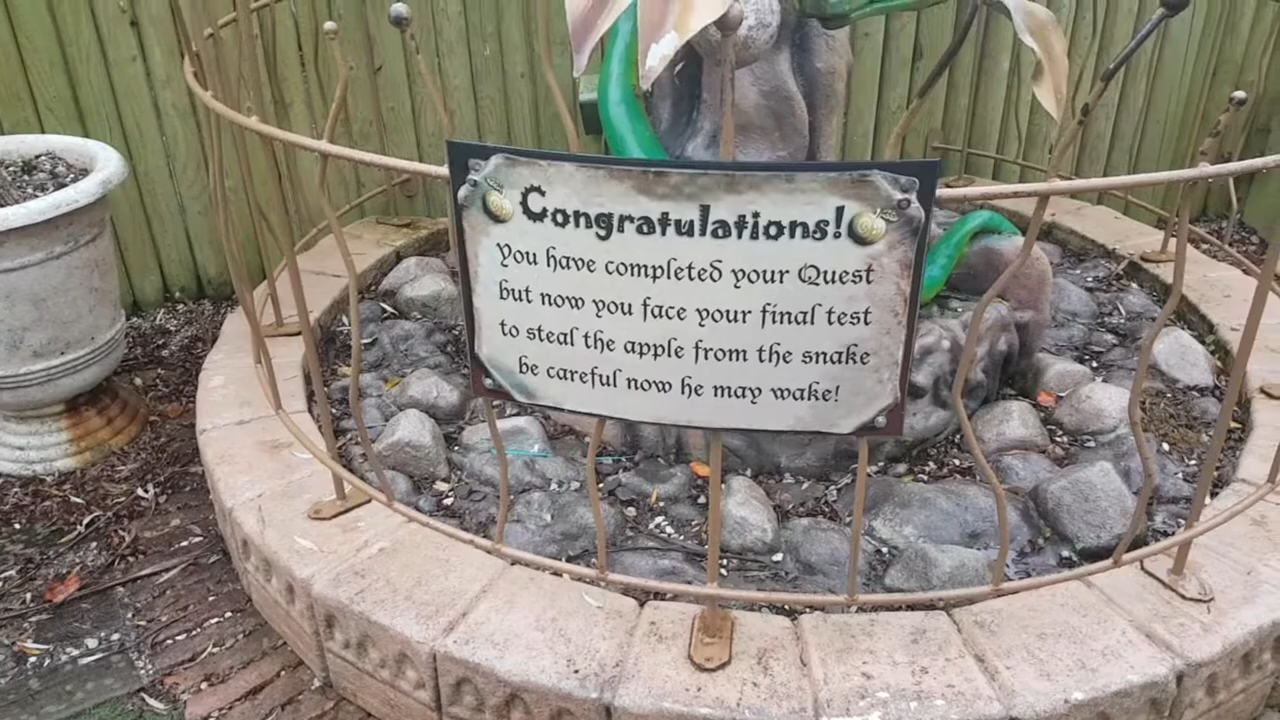 Congratulations!
You have completed your Quest
but now you face your final test
to steal the apple from the snake
be careful now he may wake!